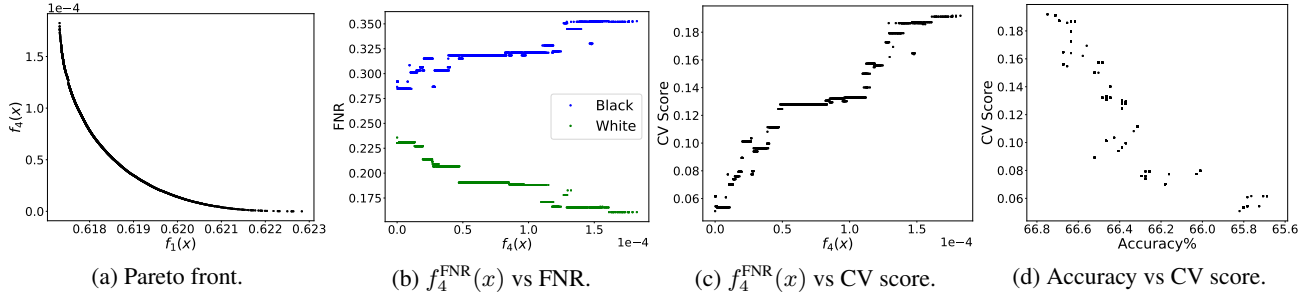 1e−4
1.5
1.0
0.5
0.0
f₄(x)
0.618 0.619 0.620 0.621 0.622 0.623
f₁(x)
(a) Pareto front.
0.350
0.325
0.300
0.275
0.250
0.225
0.200
0.175
FNR
Black
White
0.0 0.5 1.0 1.5
f₄(x)
1e−4
(b) f₄^FNR(x) vs FNR.
0.18
0.16
0.14
0.12
0.10
0.08
0.06
CV Score
0.0 0.5 1.0 1.5
f₄(x)
1e−4
(c) f₄^FNR(x) vs CV score.
0.18
0.16
0.14
0.12
0.10
0.08
0.06
CV Score
66.8 66.6 66.4 66.2 66.0 65.8 65.6
Accuracy%
(d) Accuracy vs CV score.